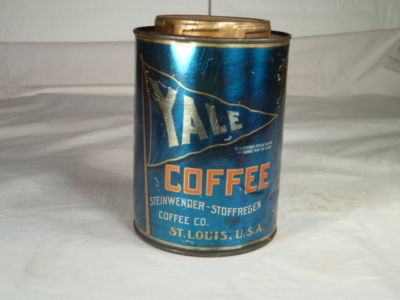 YALE
COFFEE
STEINWENDER-STOFFREGEN
COFFEE CO.
ST. LOUIS, U.S.A.